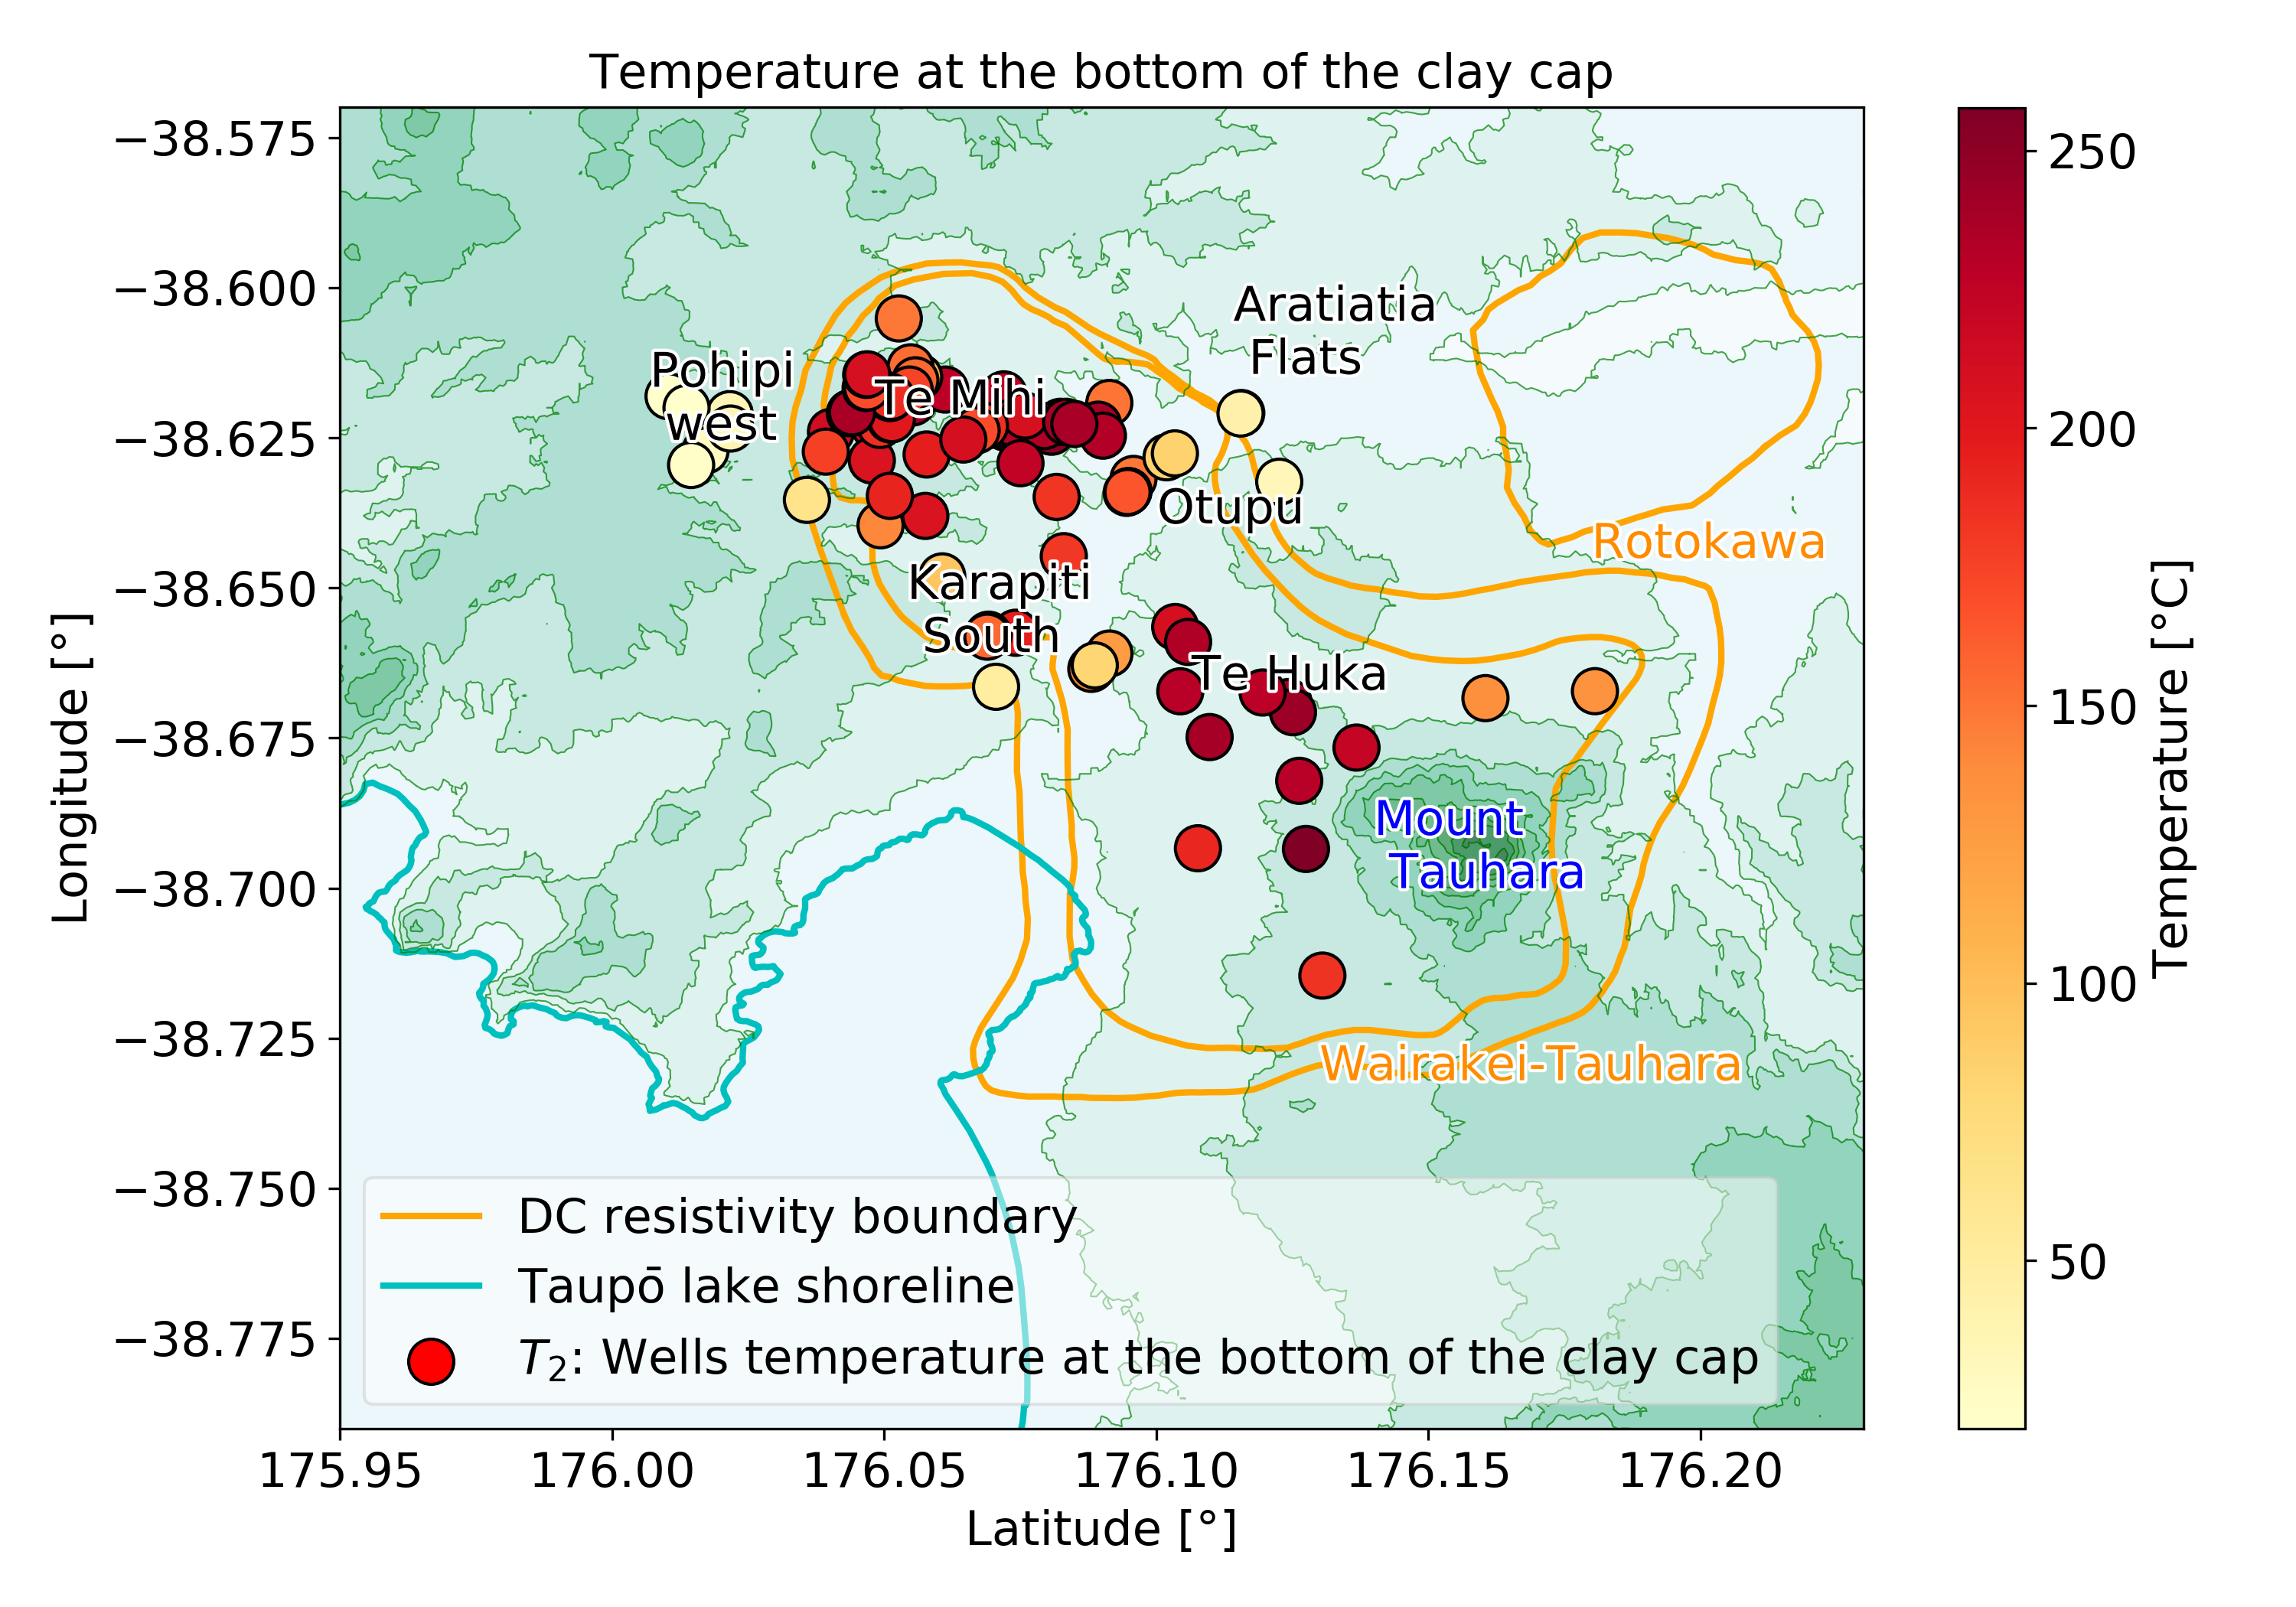 Temperature at the bottom of the clay cap
−38.575
−38.600
−38.625
−38.650
−38.675
−38.700
−38.725
−38.750
−38.775
Longitude [°]
Aratiatia
Flats
Pohipi
west
Te Mihi
Otupu
Rotokawa
Karapiti
South
Te Huka
Mount
Tauhara
Wairakei-Tauhara
DC resistivity boundary
Taupō lake shoreline
T₂: Wells temperature at the bottom of the clay cap
175.95
176.00
176.05
176.10
176.15
176.20
Latitude [°]
250
200
150
100
50
Temperature [°C]